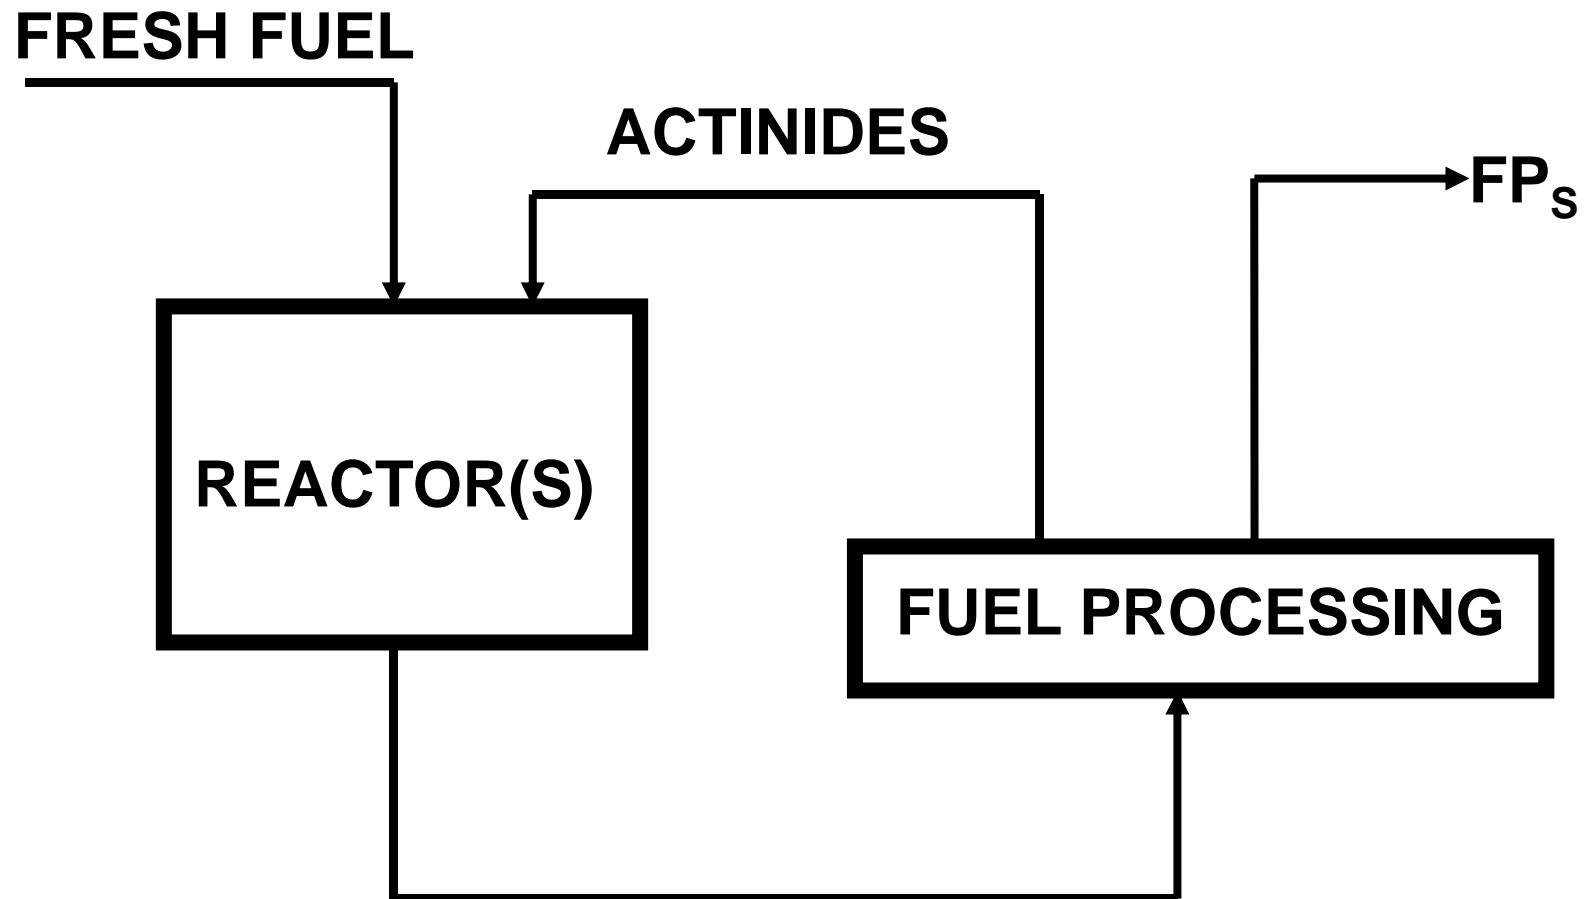 FRESH FUEL
ACTINIDES
FPS
REACTOR(S)
FUEL PROCESSING